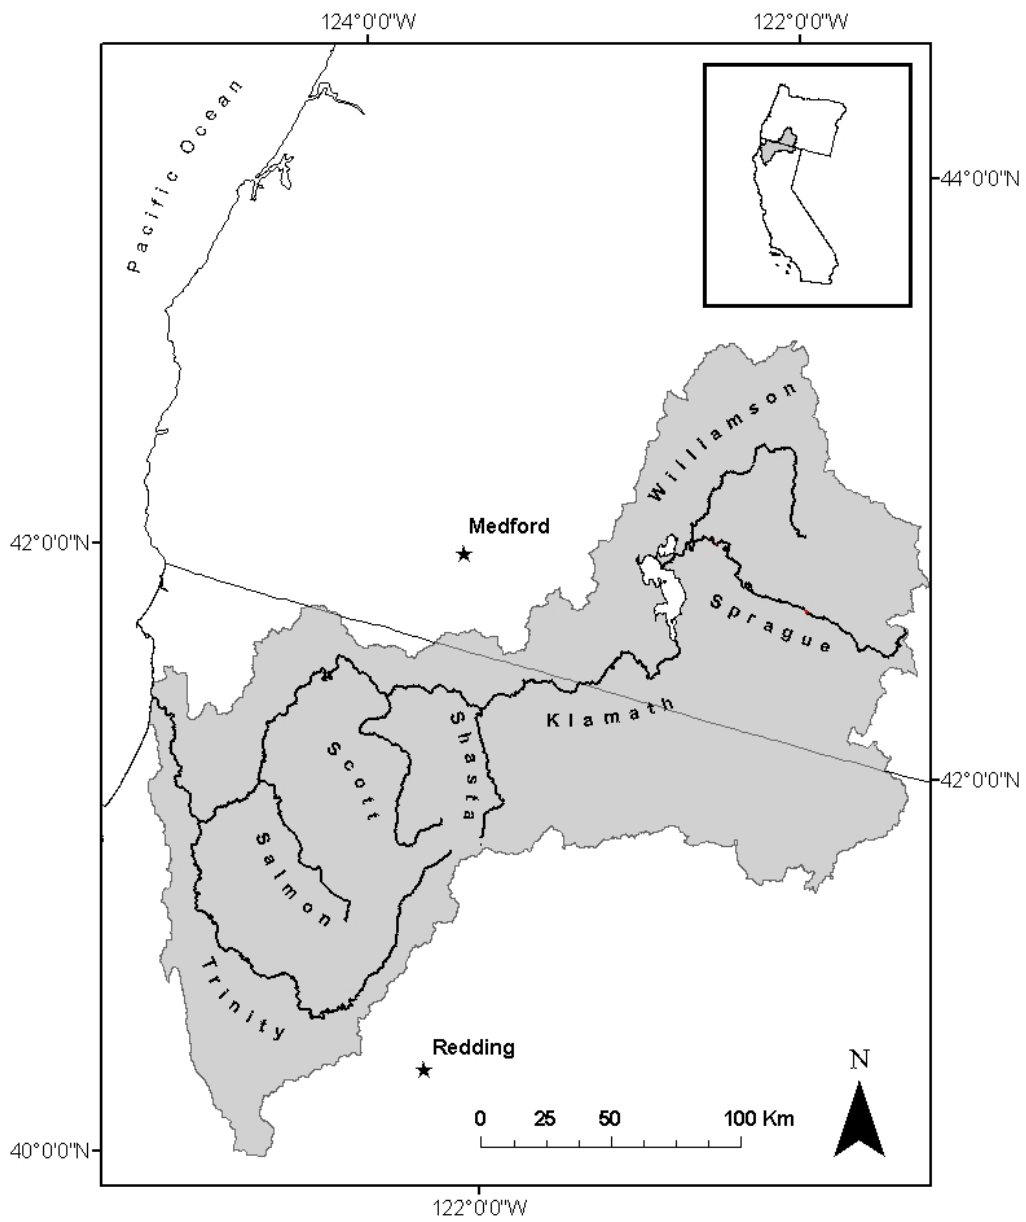 124°0'0"W
122°0'0"W
Pacific Ocean
44°0'0"N
Williamson
Medford
42°0'0"N
Sprague
Klamath
Shasta
Scott
42°0'0"N
Salmon
Trinity
Redding
N
0 25 50 100 Km
40°0'0"N
122°0'0"W